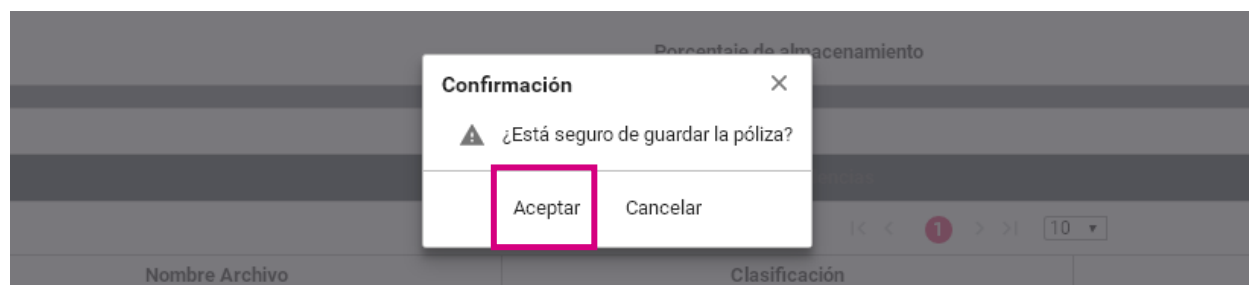 Porcentaje de almacenamiento
Confirmación
¿Está seguro de guardar la póliza?
Aceptar Cancelar
|< < 1 > >| 10
Nombre Archivo Clasificación